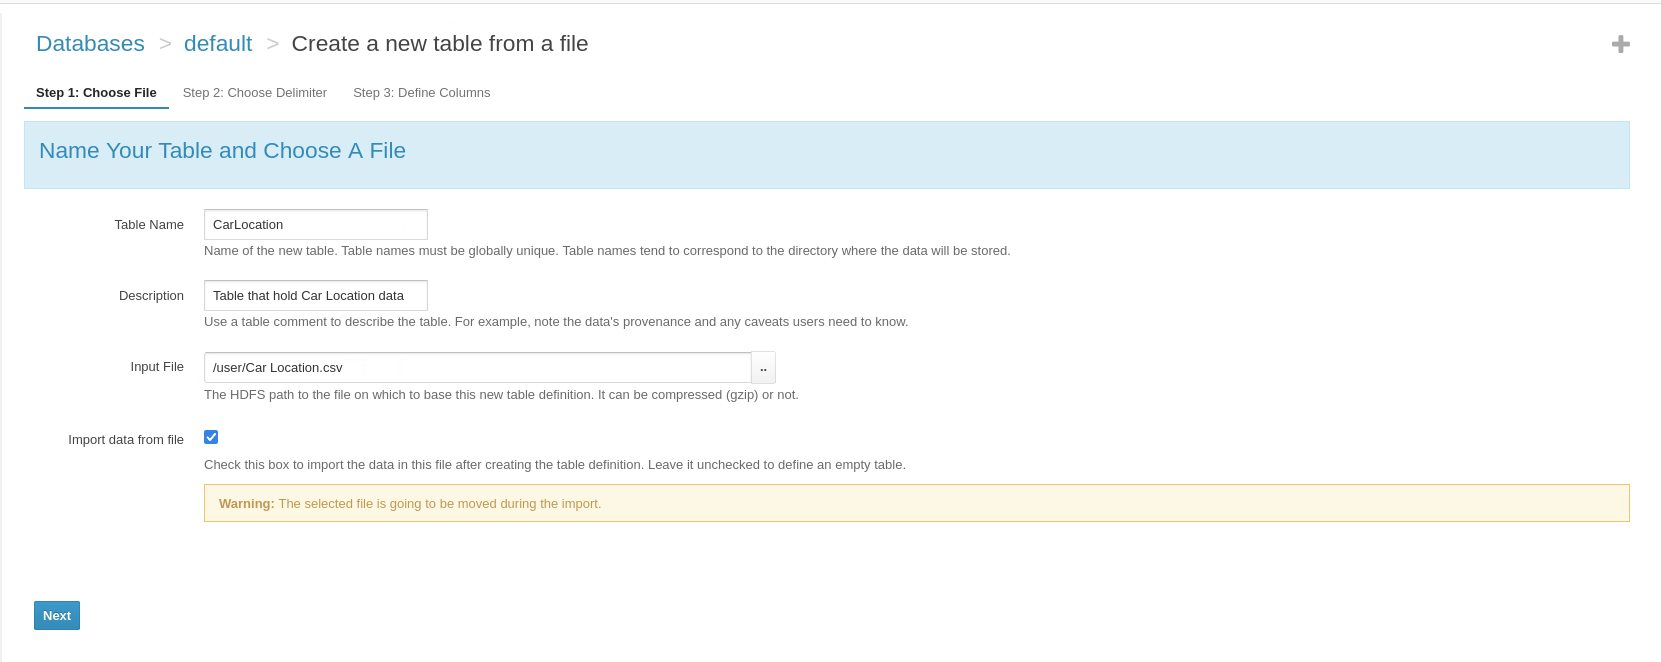 Databases > default > Create a new table from a file
Step 1: Choose File Step 2: Choose Delimiter Step 3: Define Columns
Name Your Table and Choose A File
Table Name CarLocation
Name of the new table. Table names must be globally unique. Table names tend to correspond to the directory where the data will be stored.
Description Table that hold Car Location data
Use a table comment to describe the table. For example, note the data's provenance and any caveats users need to know.
Input File /user/Car Location.csv ..
The HDFS path to the file on which to base this new table definition. It can be compressed (gzip) or not.
Import data from file
Check this box to import the data in this file after creating the table definition. Leave it unchecked to define an empty table.
Warning: The selected file is going to be moved during the import.
Next